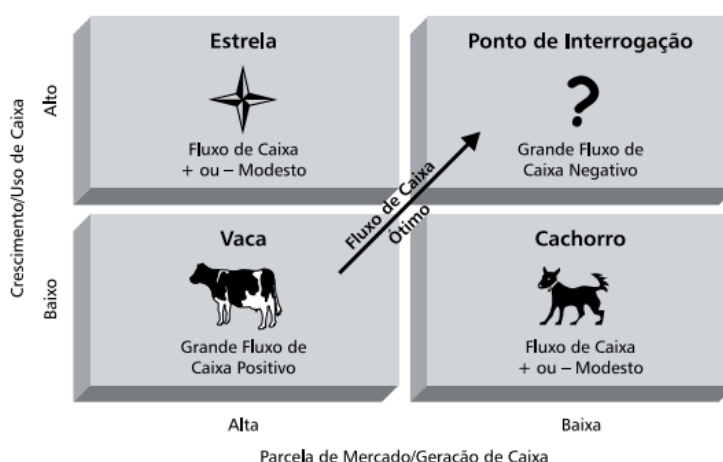 Crescimento/Uso de Caixa
Alto
Baixo
Estrela
Fluxo de Caixa
+ ou – Modesto
Ponto de Interrogação
?
Grande Fluxo de
Caixa Negativo
Fluxo de Caixa
Ótimo
Vaca
Grande Fluxo de
Caixa Positivo
Cachorro
Fluxo de Caixa
+ ou – Modesto
Alta
Baixa
Parcela de Mercado/Geração de Caixa